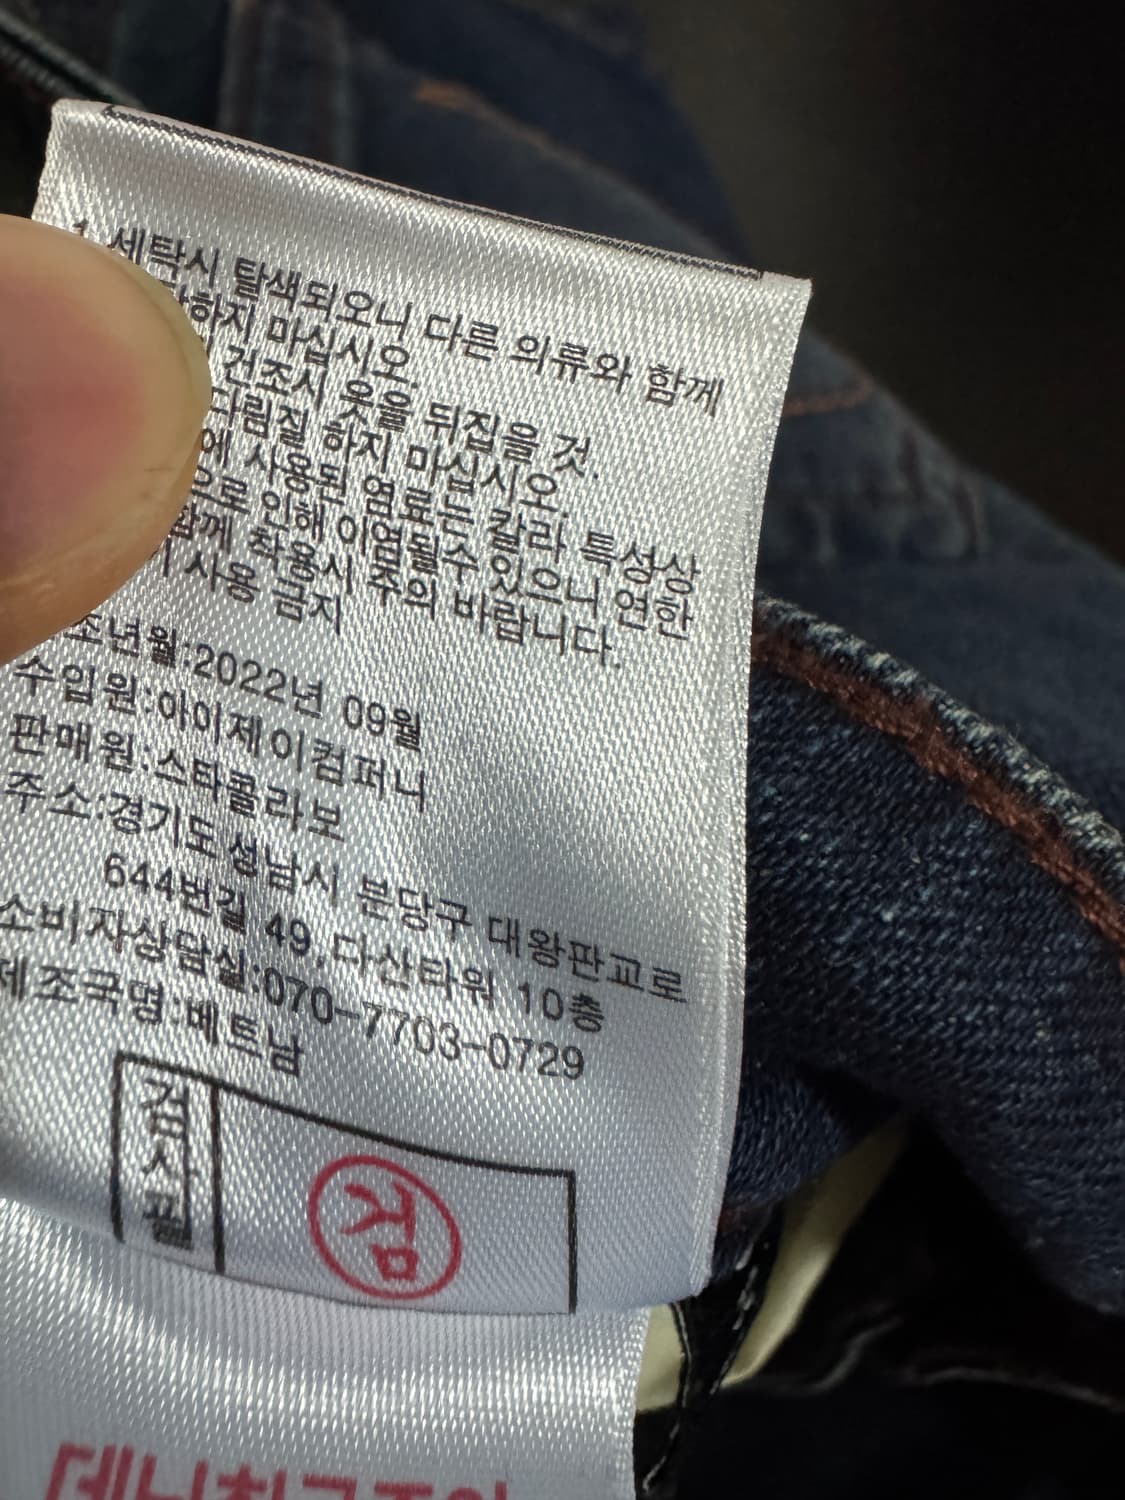 1. 세탁시 탈색되오니 다른 의류와 함께
하지 마십시오.
건조시 옷을 뒤집을 것.
다림질 하지 마십시오.
에 사용된 염료는 칼라 특성상
으로 인해 이염될수 있으니 연한
함께 착용시 주의 바랍니다.
사용 금지
조년월:2022년 09월
수입원:아이제이컴퍼니
판매원:스타콜라모
주소:경기도 성남시 분당구 대왕판교로
644번길 49,다산타워 10층
소비자상담실:070-7703-0729
제조국명:베트남
검사필
검